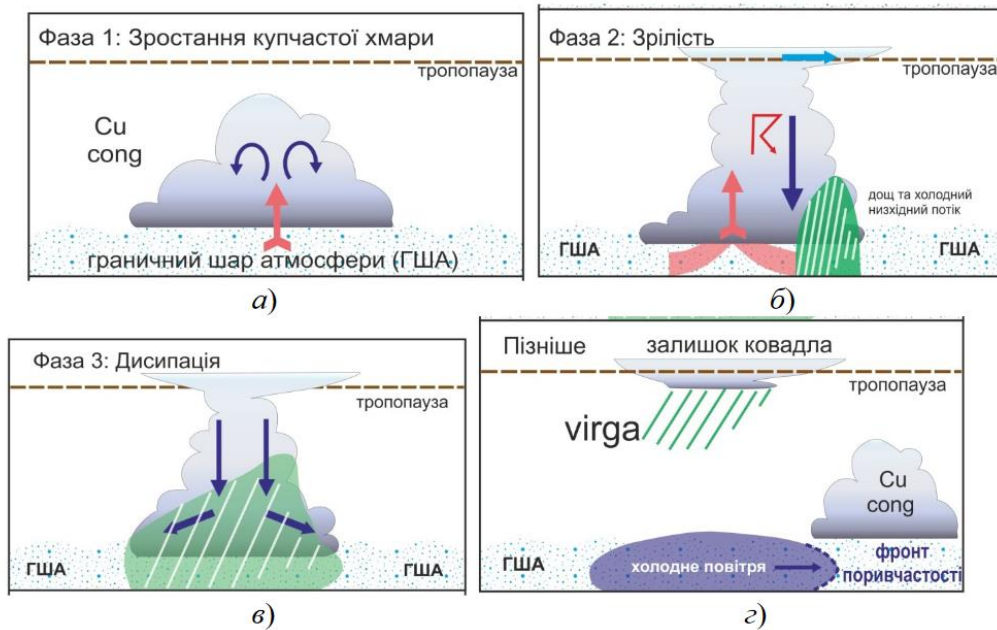 Фаза 1: Зростання купчастої хмари
тропопауза
Cu
cong
граничний шар атмосфери (ГША)
а)
Фаза 2: Зрілість
тропопауза
дощ та холодний
низхідний потік
ГША
ГША
б)
Фаза 3: Дисипація
тропопауза
ГША
ГША
в)
Пізніше
залишок ковадла
тропопауза
virga
Cu
cong
холодне повітря
фронт
поривчастості
ГША
г)